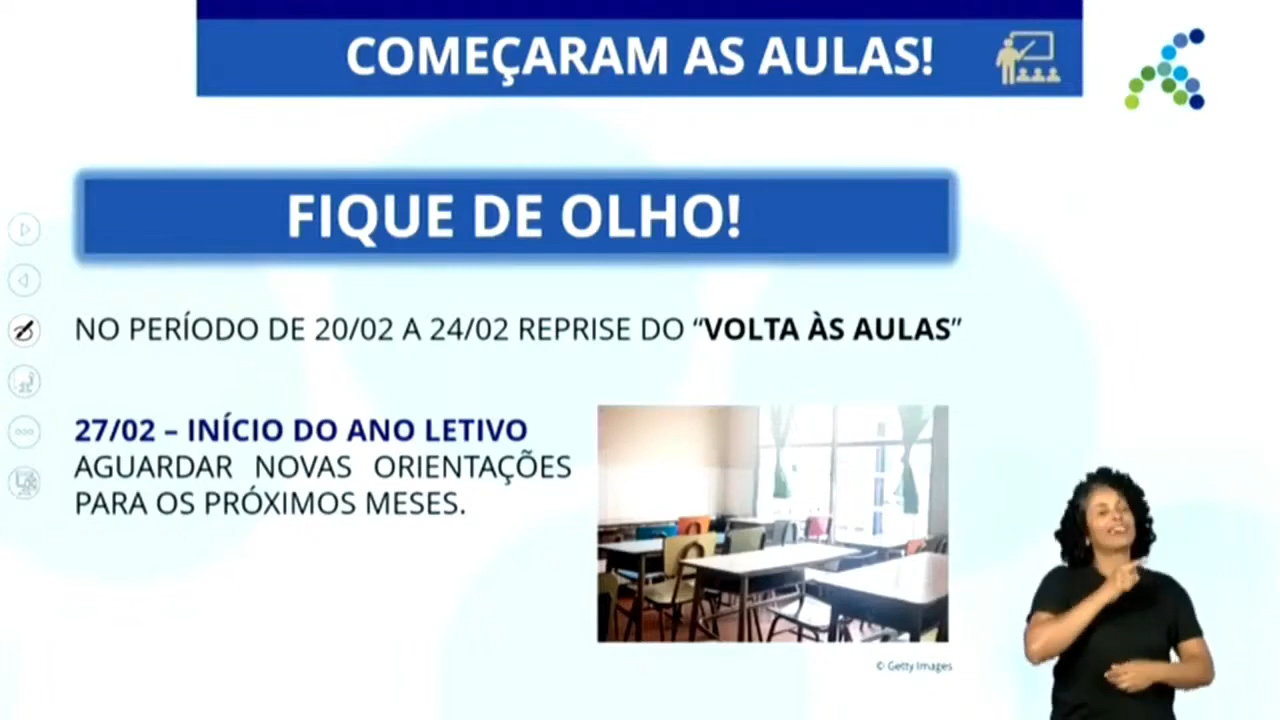 COMEÇARAM AS AULAS!
FIQUE DE OLHO!
NO PERÍODO DE 20/02 A 24/02 REPRISE DO “VOLTA ÀS AULAS”
27/02 – INÍCIO DO ANO LETIVO
AGUARDAR NOVAS ORIENTAÇÕES
PARA OS PRÓXIMOS MESES.
© Getty Images